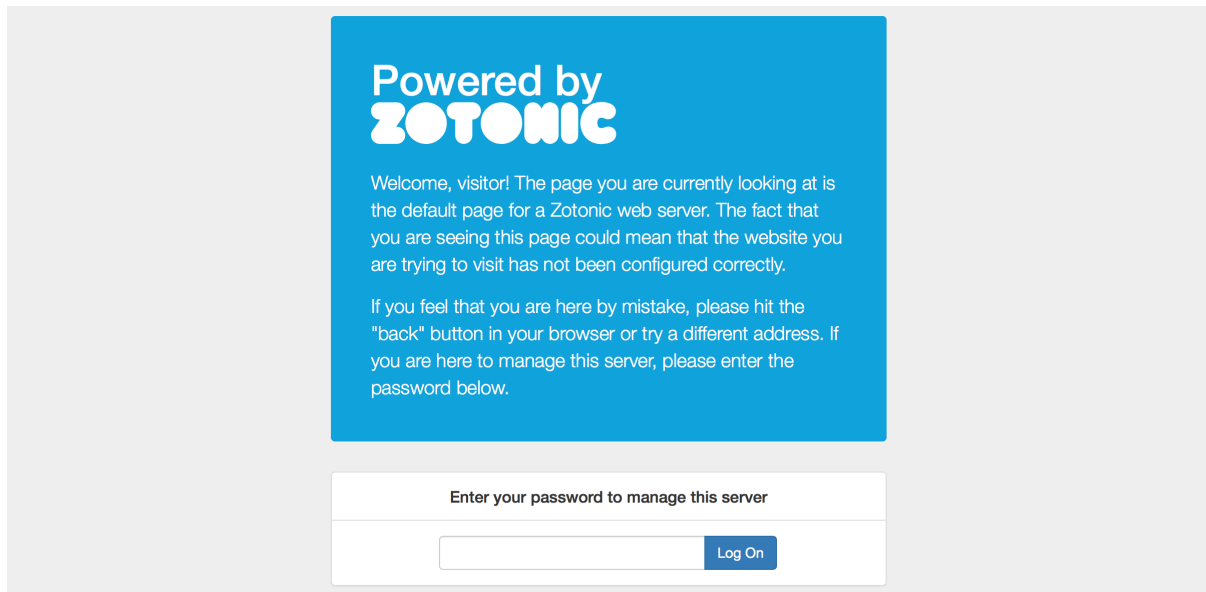 Powered by
ZOTONIC
Welcome, visitor! The page you are currently looking at is
the default page for a Zotonic web server. The fact that
you are seeing this page could mean that the website you
are trying to visit has not been configured correctly.
If you feel that you are here by mistake, please hit the
"back" button in your browser or try a different address. If
you are here to manage this server, please enter the
password below.
Enter your password to manage this server
Log On